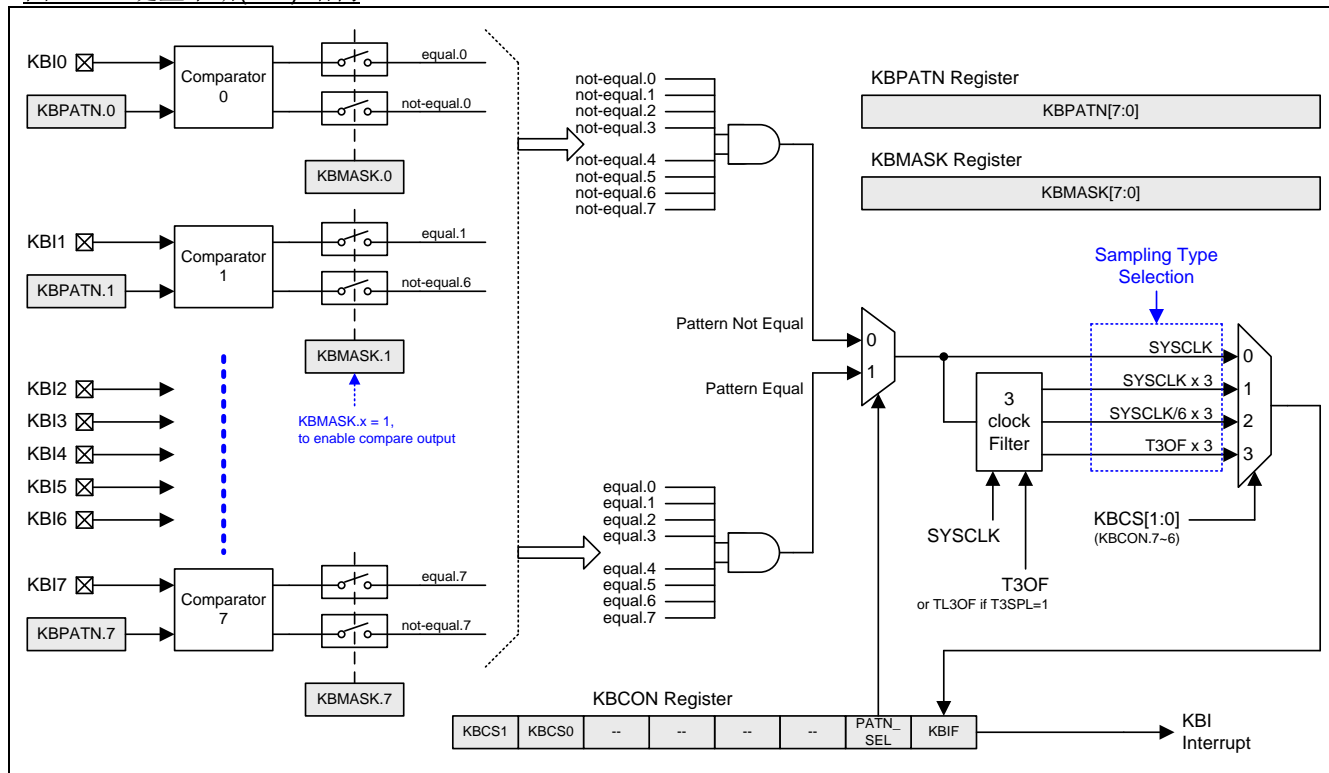 KBI0
Comparator
0
KBPATN.0
equal.0
not-equal.0
KBMASK.0
KBI1
Comparator
1
KBPATN.1
equal.1
not-equal.6
KBMASK.1
KBMASK.x = 1,
to enable compare output
KBI2
KBI3
KBI4
KBI5
KBI6
KBI7
Comparator
7
KBPATN.7
equal.7
not-equal.7
KBMASK.7
not-equal.0
not-equal.1
not-equal.2
not-equal.3
not-equal.4
not-equal.5
not-equal.6
not-equal.7
equal.0
equal.1
equal.2
equal.3
equal.4
equal.5
equal.6
equal.7
KBPATN Register
KBPATN[7:0]
KBMASK Register
KBMASK[7:0]
Pattern Not Equal
Pattern Equal
0
1
3
clock
Filter
SYSCLK
T3OF
or TL3OF if T3SPL=1
Sampling Type
Selection
SYSCLK
SYSCLK x 3
SYSCLK/6 x 3
T3OF x 3
0
1
2
3
KBCS[1:0]
(KBCON.7~6)
KBCON Register
KBCS1 KBCS0 -- -- -- -- PATN_
SEL KBIF
KBI
Interrupt